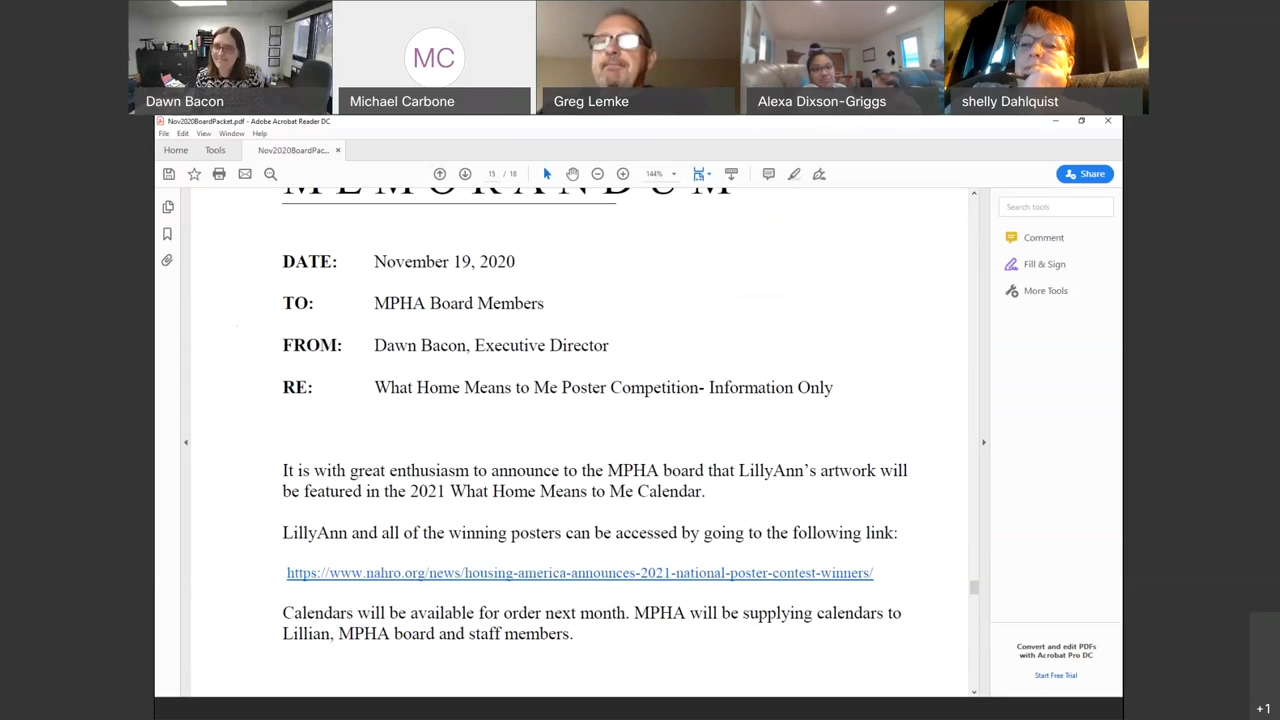 MC
Dawn Bacon
Michael Carbone
Greg Lemke
Alexa Dixson-Griggs
shelly Dahlquist
Nov2020BoardPacket.pdf - Adobe Acrobat Reader DC
File Edit View Window Help
Home Tools Nov2020BoardPac... ×
15 / 18 144% Share
MEMORANDUM
DATE: November 19, 2020
TO: MPHA Board Members
FROM: Dawn Bacon, Executive Director
RE: What Home Means to Me Poster Competition- Information Only
It is with great enthusiasm to announce to the MPHA board that LillyAnn's artwork will
be featured in the 2021 What Home Means to Me Calendar.
LillyAnn and all of the winning posters can be accessed by going to the following link:
https://www.nahro.org/news/housing-america-announces-2021-national-poster-contest-winners/
Calendars will be available for order next month. MPHA will be supplying calendars to
Lillian, MPHA board and staff members.
Search tools
Comment
Fill & Sign
More Tools
Convert and edit PDFs
with Acrobat Pro DC
Start Free Trial
+1